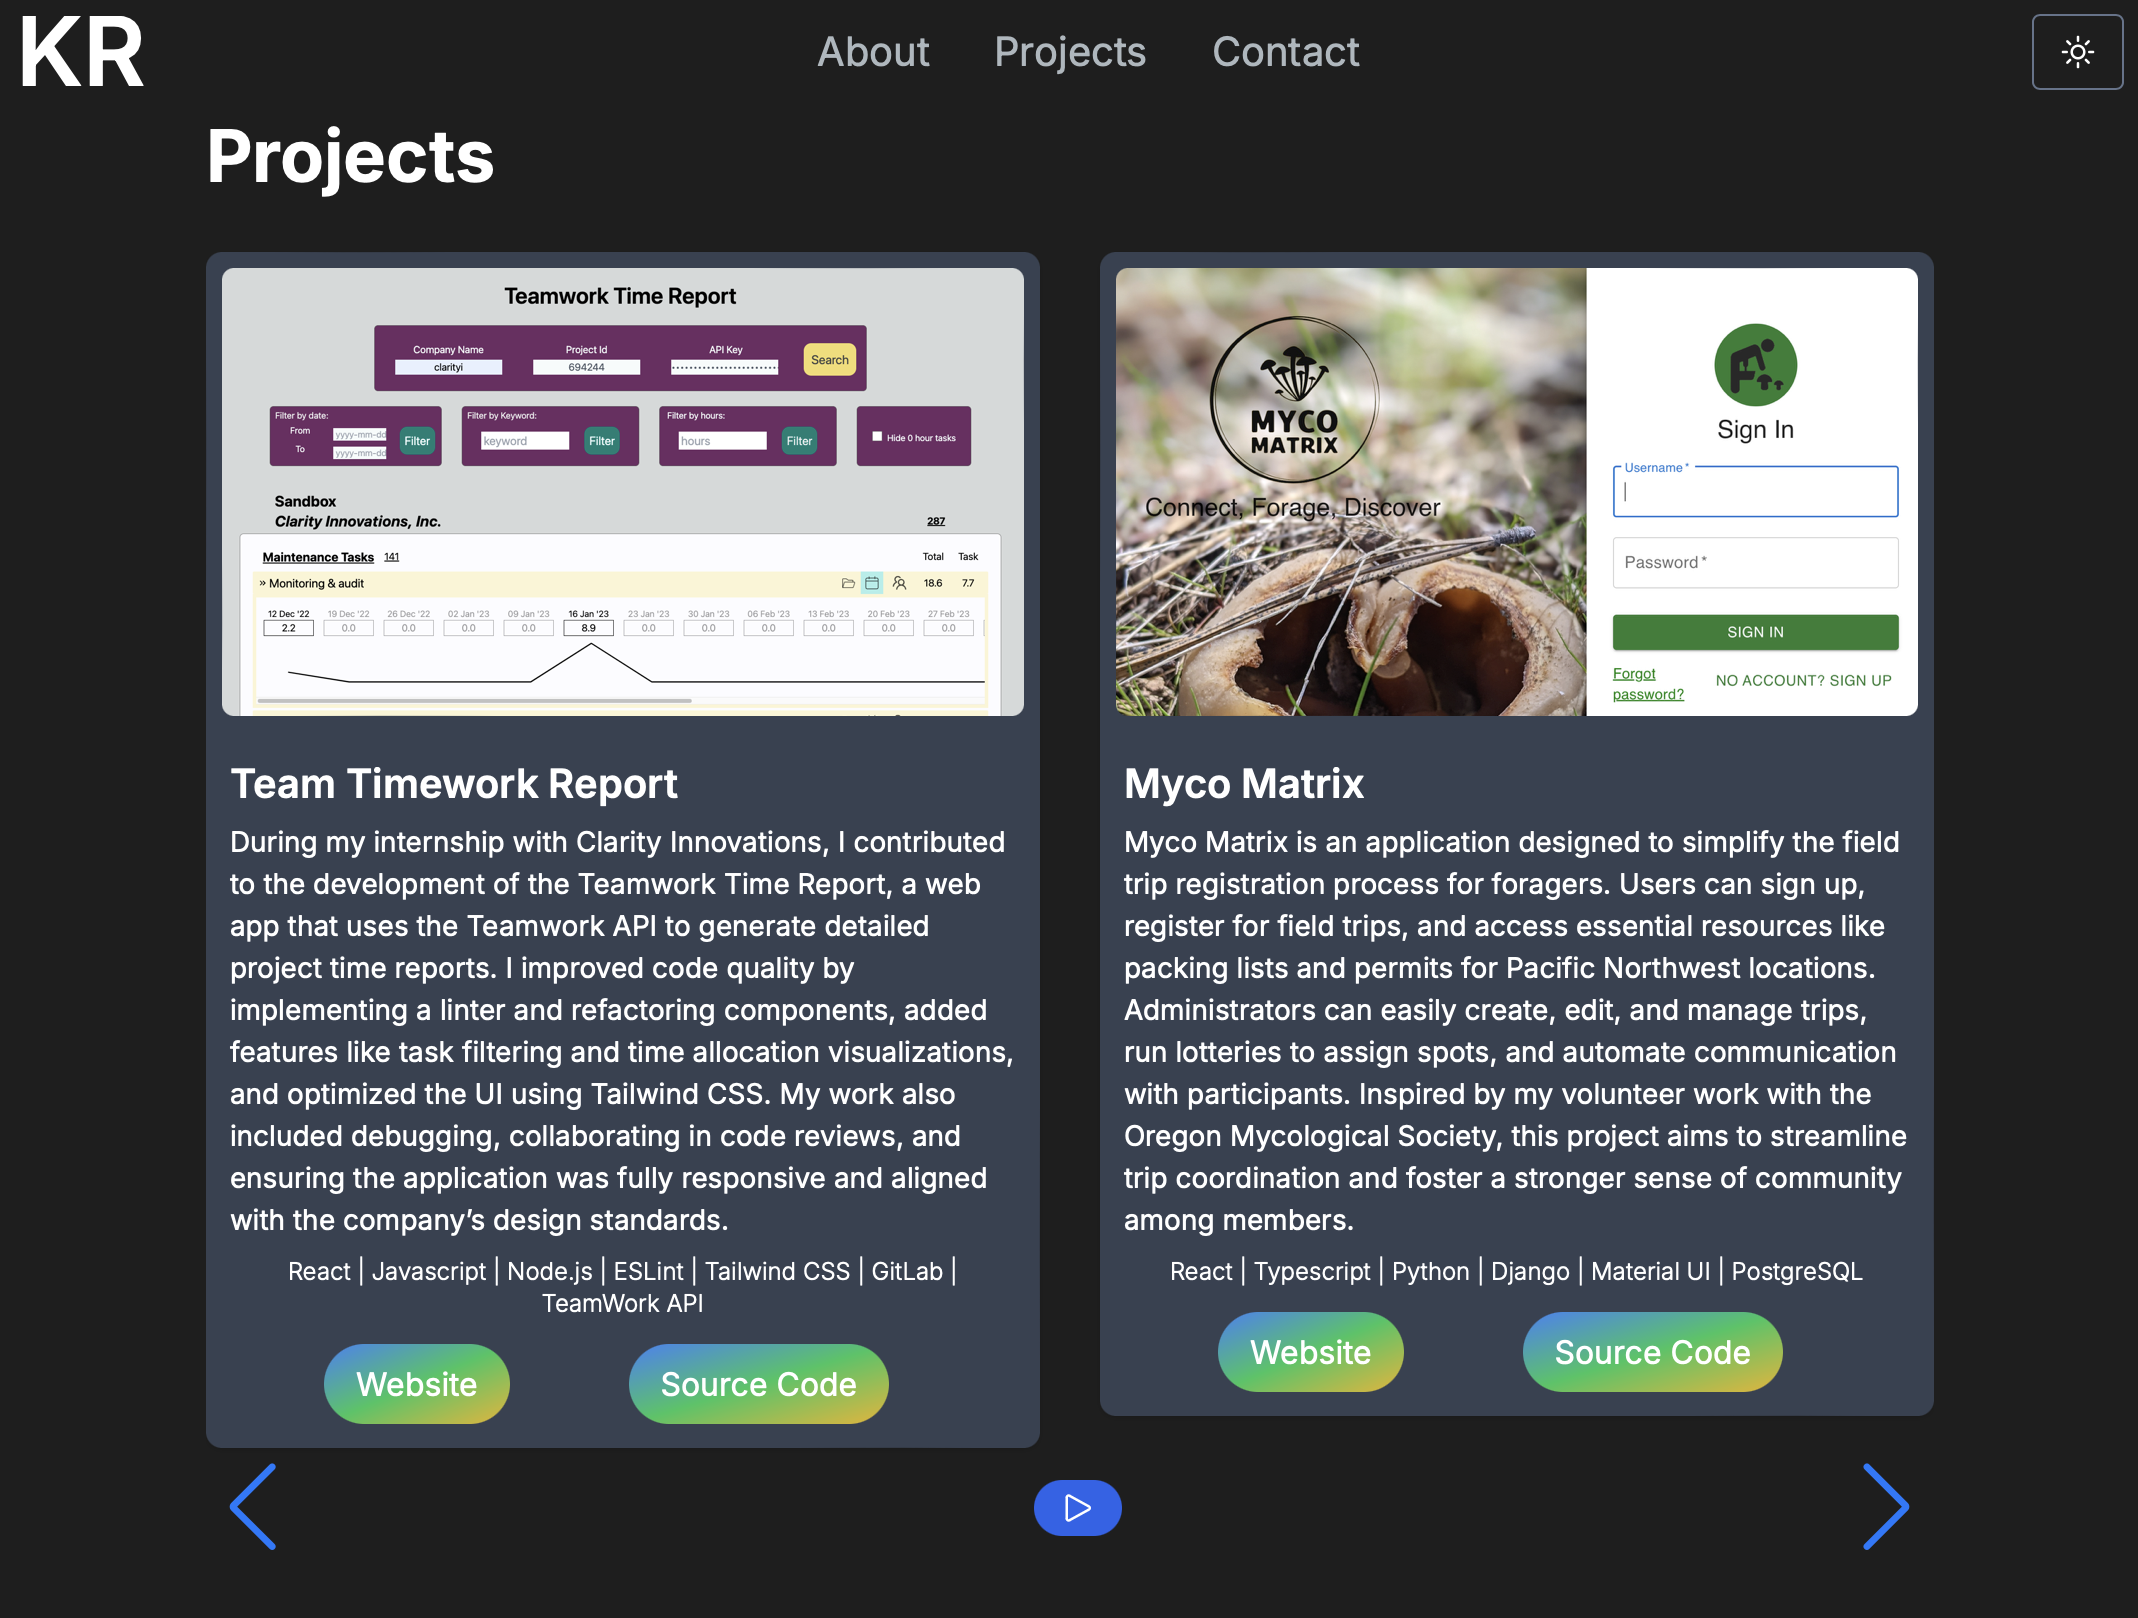 KR
About Projects Contact
Projects
Teamwork Time Report
Company Name Project Id API Key
clarityi 694244 Search
Filter by date: Filter by Keyword: Filter by hours:
From yyyy-mm-dd Filter keyword Filter hours Filter Hide 0 hour tasks
To yyyy-mm-dd
Sandbox
Clarity Innovations, Inc. 287
Maintenance Tasks 141 Total Task
» Monitoring & audit 18.6 7.7
12 Dec '22 19 Dec '22 26 Dec '22 02 Jan '23 09 Jan '23 16 Jan '23 23 Jan '23 30 Jan '23 06 Feb '23 13 Feb '23 20 Feb '23 27 Feb '23
2.2 0.0 0.0 0.0 0.0 8.9 0.0 0.0 0.0 0.0 0.0 0.0
Team Timework Report
During my internship with Clarity Innovations, I contributed
to the development of the Teamwork Time Report, a web
app that uses the Teamwork API to generate detailed
project time reports. I improved code quality by
implementing a linter and refactoring components, added
features like task filtering and time allocation visualizations,
and optimized the UI using Tailwind CSS. My work also
included debugging, collaborating in code reviews, and
ensuring the application was fully responsive and aligned
with the company’s design standards.
React | Javascript | Node.js | ESLint | Tailwind CSS | GitLab |
TeamWork API
Website Source Code
MYCO
MATRIX
Connect, Forage, Discover
Sign In
Username *
Password *
SIGN IN
Forgot
password?
NO ACCOUNT? SIGN UP
Myco Matrix
Myco Matrix is an application designed to simplify the field
trip registration process for foragers. Users can sign up,
register for field trips, and access essential resources like
packing lists and permits for Pacific Northwest locations.
Administrators can easily create, edit, and manage trips,
run lotteries to assign spots, and automate communication
with participants. Inspired by my volunteer work with the
Oregon Mycological Society, this project aims to streamline
trip coordination and foster a stronger sense of community
among members.
React | Typescript | Python | Django | Material UI | PostgreSQL
Website Source Code